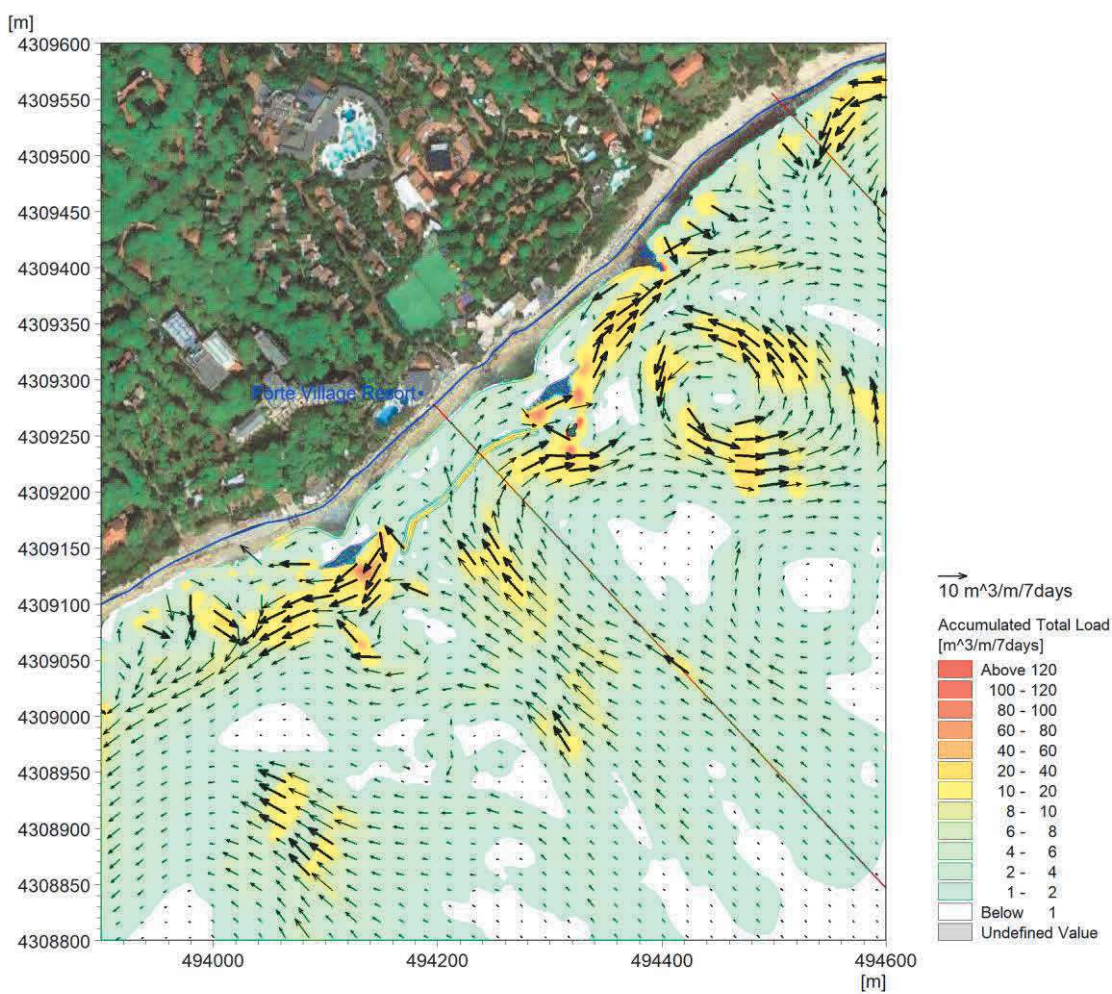 [m]
4309600
4309550
4309500
4309450
4309400
4309350
4309300
4309250
4309200
4309150
4309100
4309050
4309000
4308950
4308900
4308850
4308800
Forte Village Resort
494000
494200
494400
494600
[m]
10 m^3/m/7days
Accumulated Total Load
[m^3/m/7days]
Above 120
100 - 120
80 - 100
60 - 80
40 - 60
20 - 40
10 - 20
8 - 10
6 - 8
4 - 6
2 - 4
1 - 2
Below 1
Undefined Value